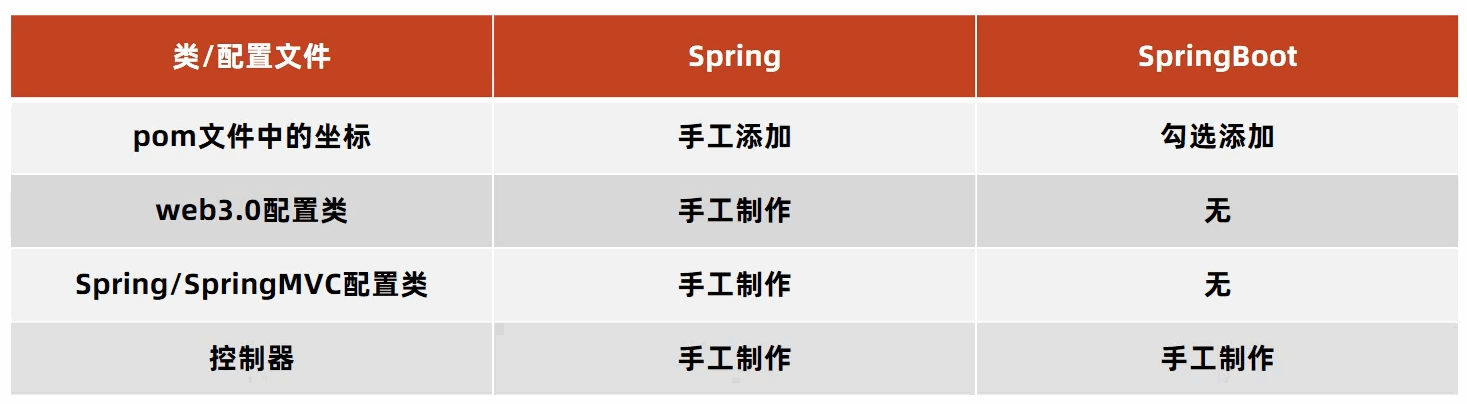 类/配置文件 Spring SpringBoot
pom文件中的坐标 手工添加 勾选添加
web3.0配置类 手工制作 无
Spring/SpringMVC配置类 手工制作 无
控制器 手工制作 手工制作